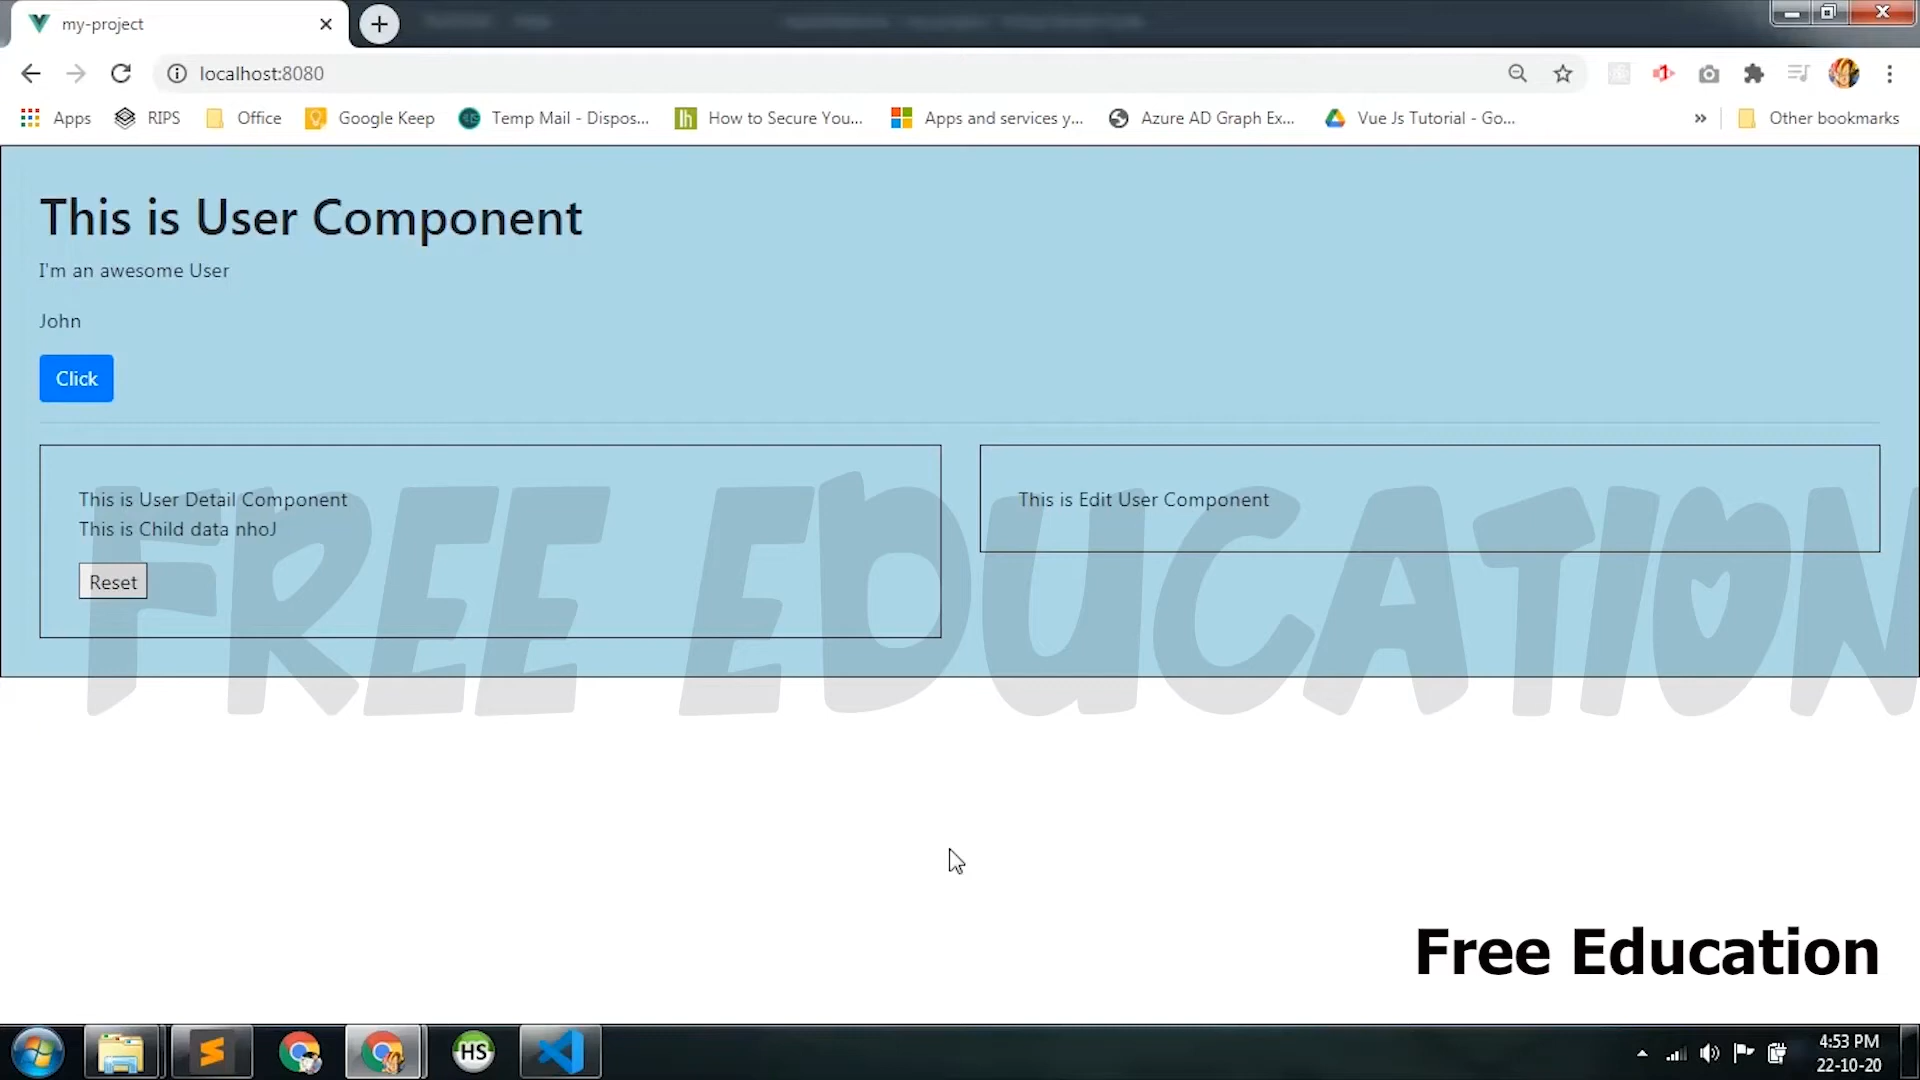 my-project
localhost:8080
Apps RIPS Office Google Keep Temp Mail - Dispos... How to Secure You... Apps and services y... Azure AD Graph Ex... Vue Js Tutorial - Go... » Other bookmarks
This is User Component
I'm an awesome User
John
Click
This is User Detail Component
This is Child data nhoJ
Reset
This is Edit User Component
FREE EDUCATION
Free Education
HS
4:53 PM
22-10-20